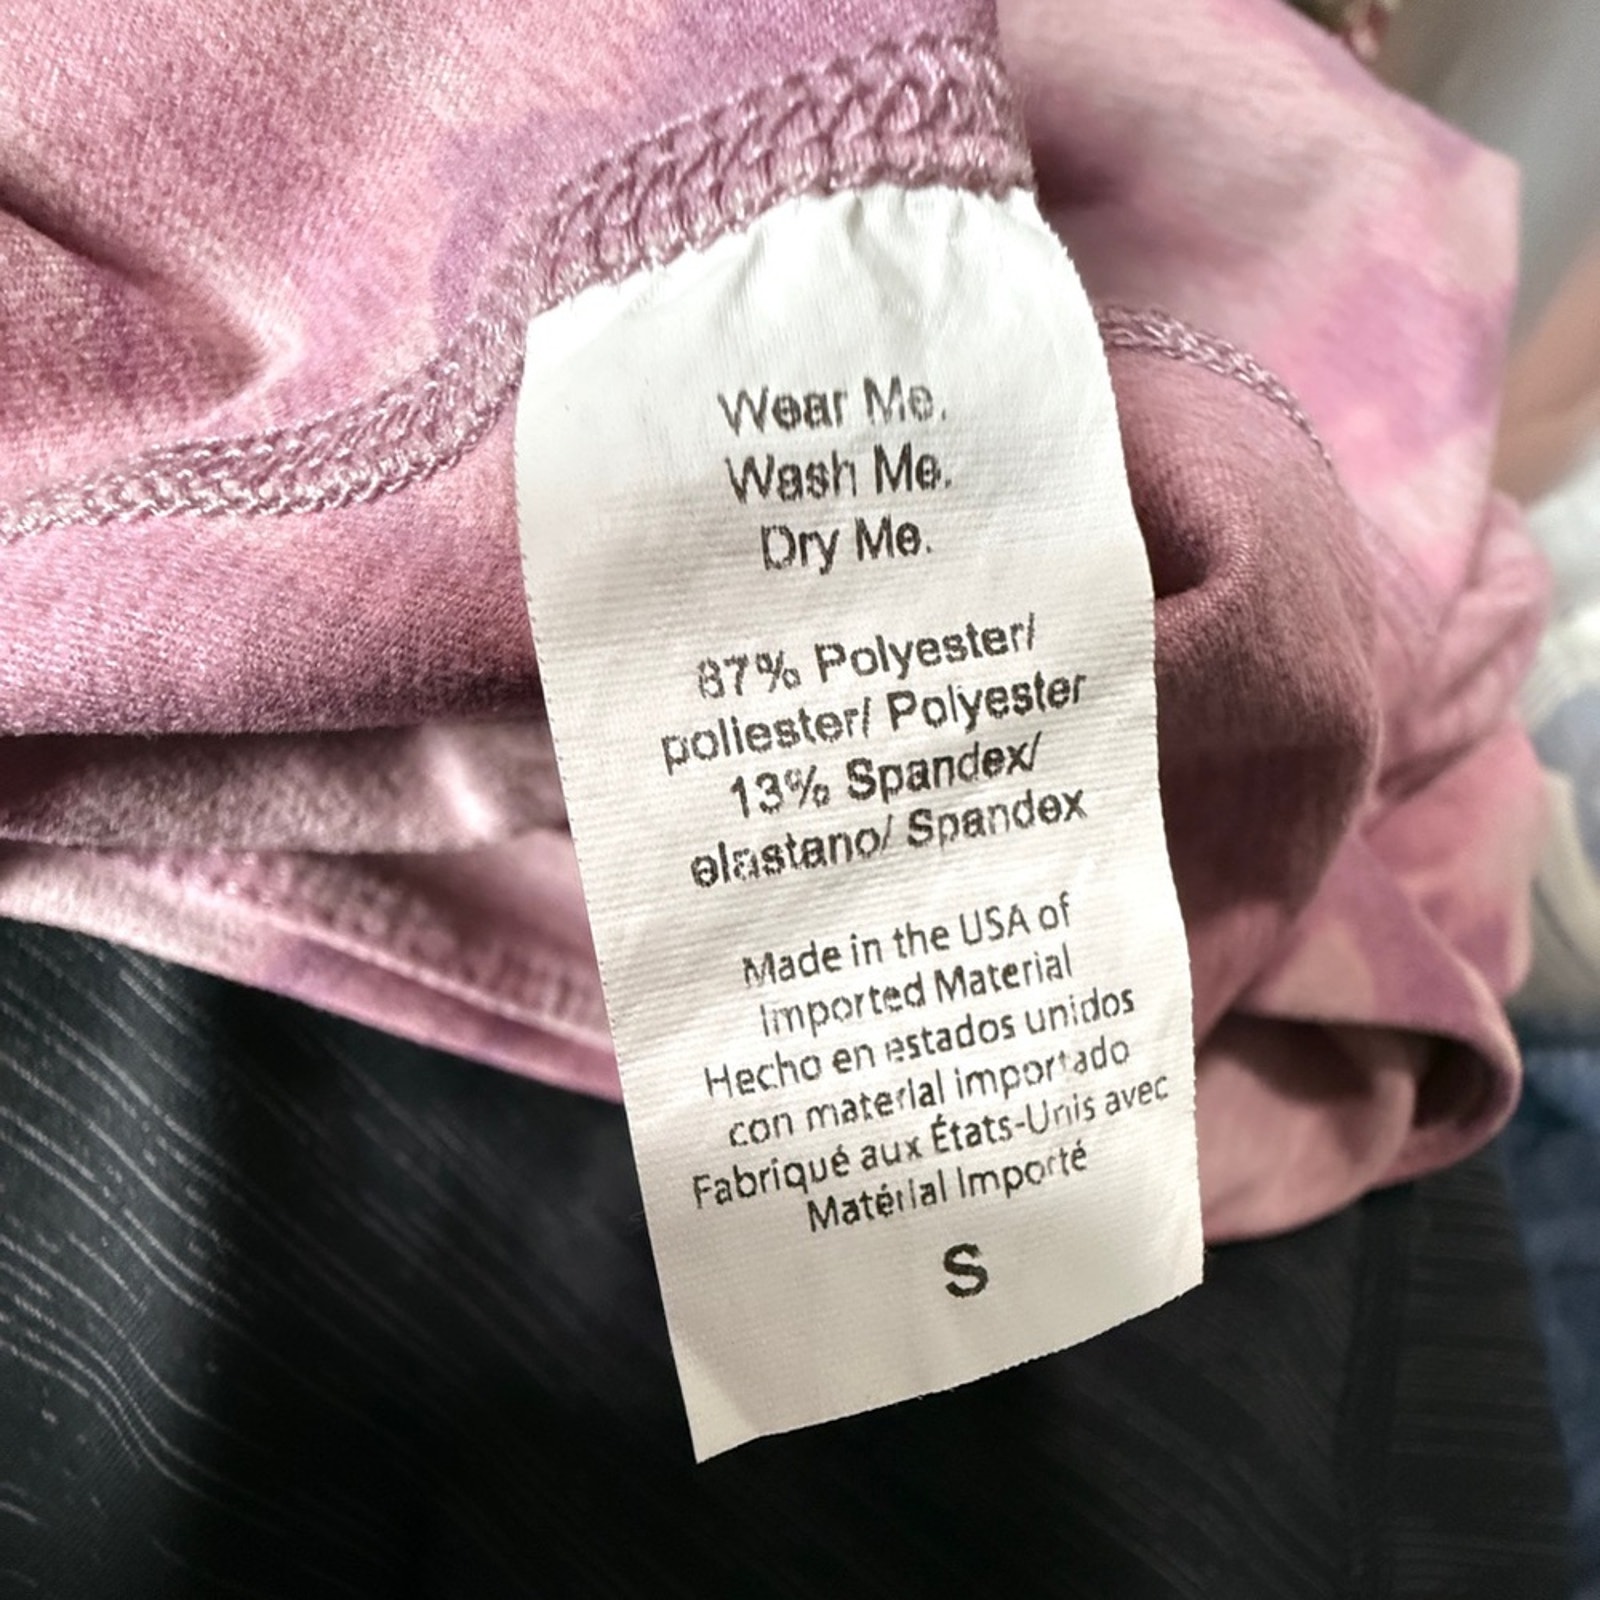 Wear Me.
Wash Me.
Dry Me.
87% Polyester/
poliester/ Polyester
13% Spandex/
elastano/ Spandex
Made in the USA of
Imported Material
Hecho en estados unidos
con material importado
Fabriqué aux États-Unis avec
Matérial Importé
S